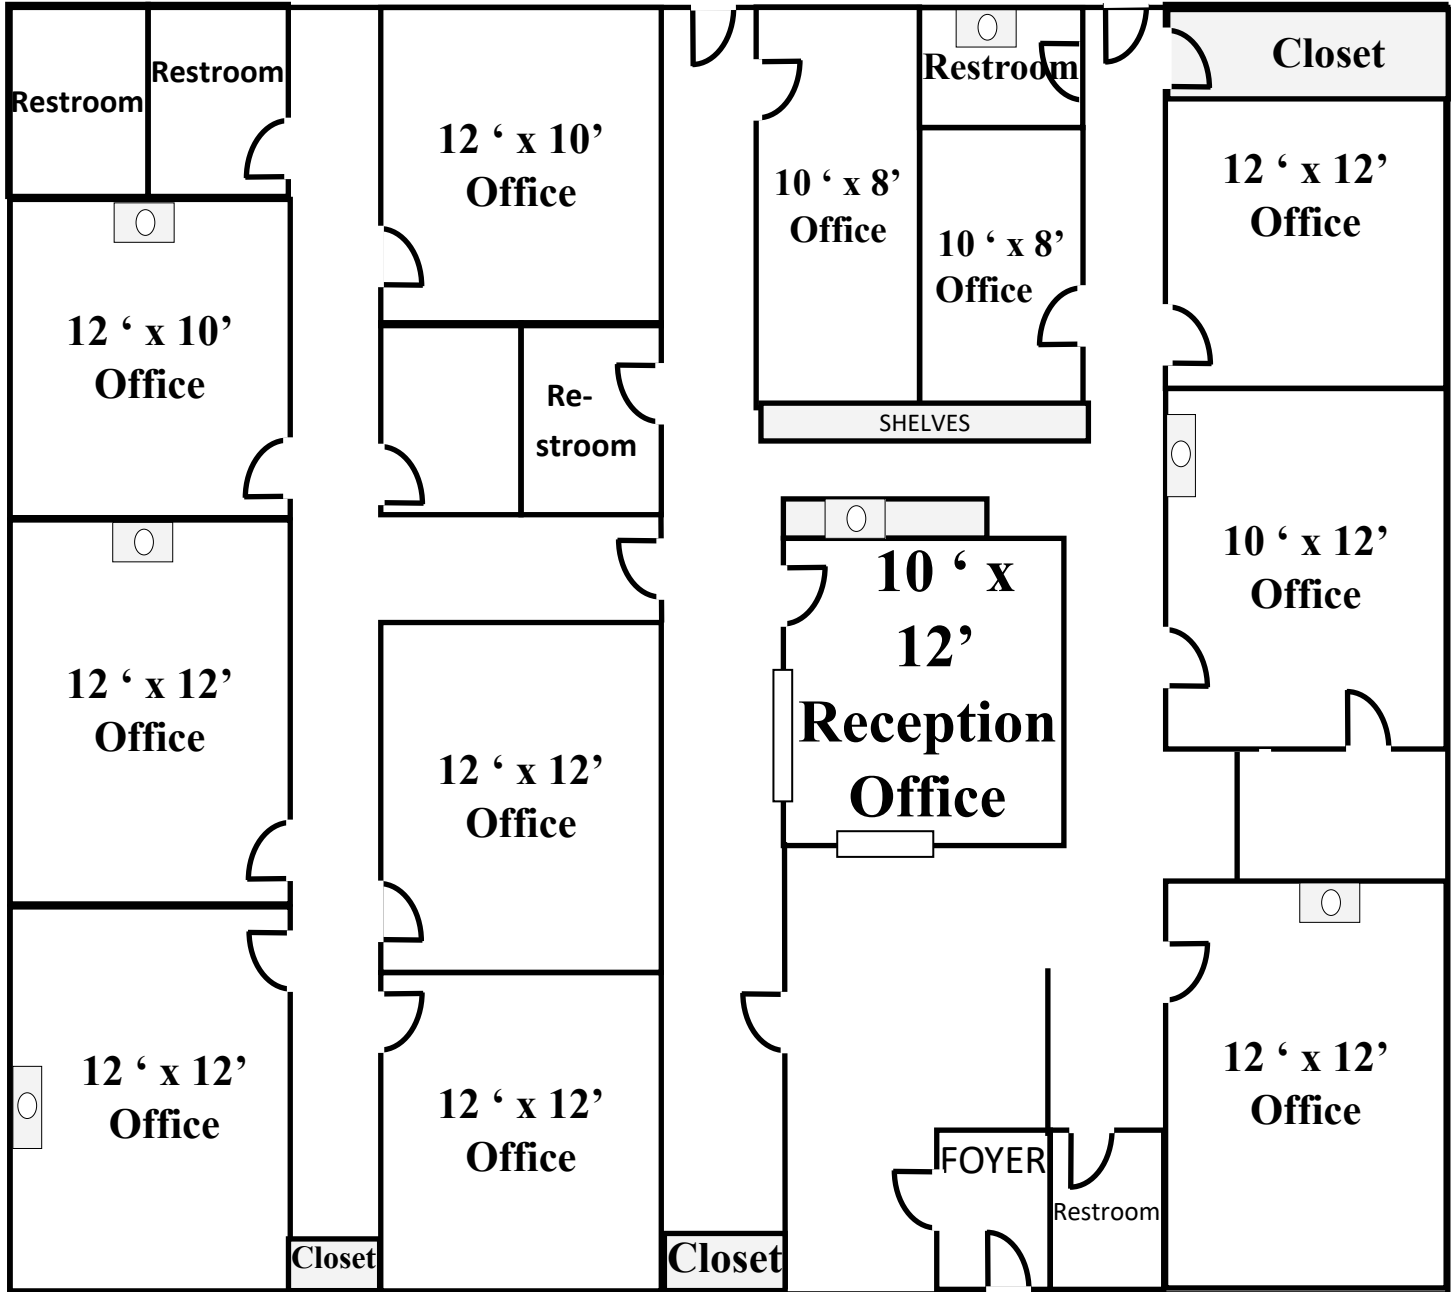 Restroom
Restroom
12 ‘ x 10’
Office
10 ‘ x 8’
Office
Restroom
10 ‘ x 8’
Office
Closet
12 ‘ x 12’
Office
12 ‘ x 10’
Office
Re-
stroom
SHELVES
10 ‘ x 12’
Office
10 ‘ x
12’
Reception
Office
12 ‘ x 12’
Office
12 ‘ x 12’
Office
12 ‘ x 12’
Office
12 ‘ x 12’
Office
12 ‘ x 12’
Office
FOYER
Restroom
Closet
Closet